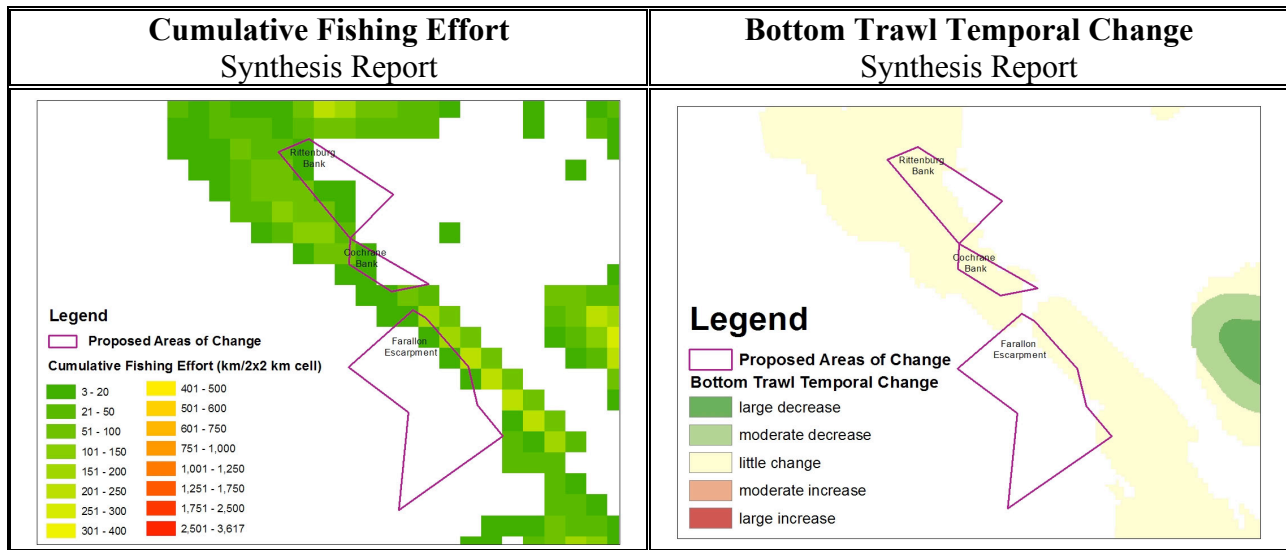 Cumulative Fishing Effort
Synthesis Report
Rittenburg
Bank
Cochrane
Bank
Farallon
Escarpment
Legend
Proposed Areas of Change
Cumulative Fishing Effort (km/2x2 km cell)
3 - 20
21 - 50
51 - 100
101 - 150
151 - 200
201 - 250
251 - 300
301 - 400
401 - 500
501 - 600
601 - 750
751 - 1,000
1,001 - 1,250
1,251 - 1,750
1,751 - 2,500
2,501 - 3,617
Bottom Trawl Temporal Change
Synthesis Report
Rittenburg
Bank
Cochrane
Bank
Farallon
Escarpment
Legend
Proposed Areas of Change
Bottom Trawl Temporal Change
large decrease
moderate decrease
little change
moderate increase
large increase